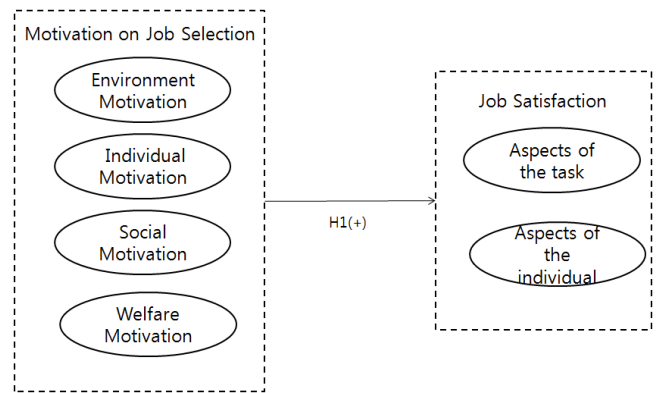 Motivation on Job Selection
Environment
Motivation
Individual
Motivation
Social
Motivation
Welfare
Motivation
H1(+)
Job Satisfaction
Aspects of
the task
Aspects of
the
individual